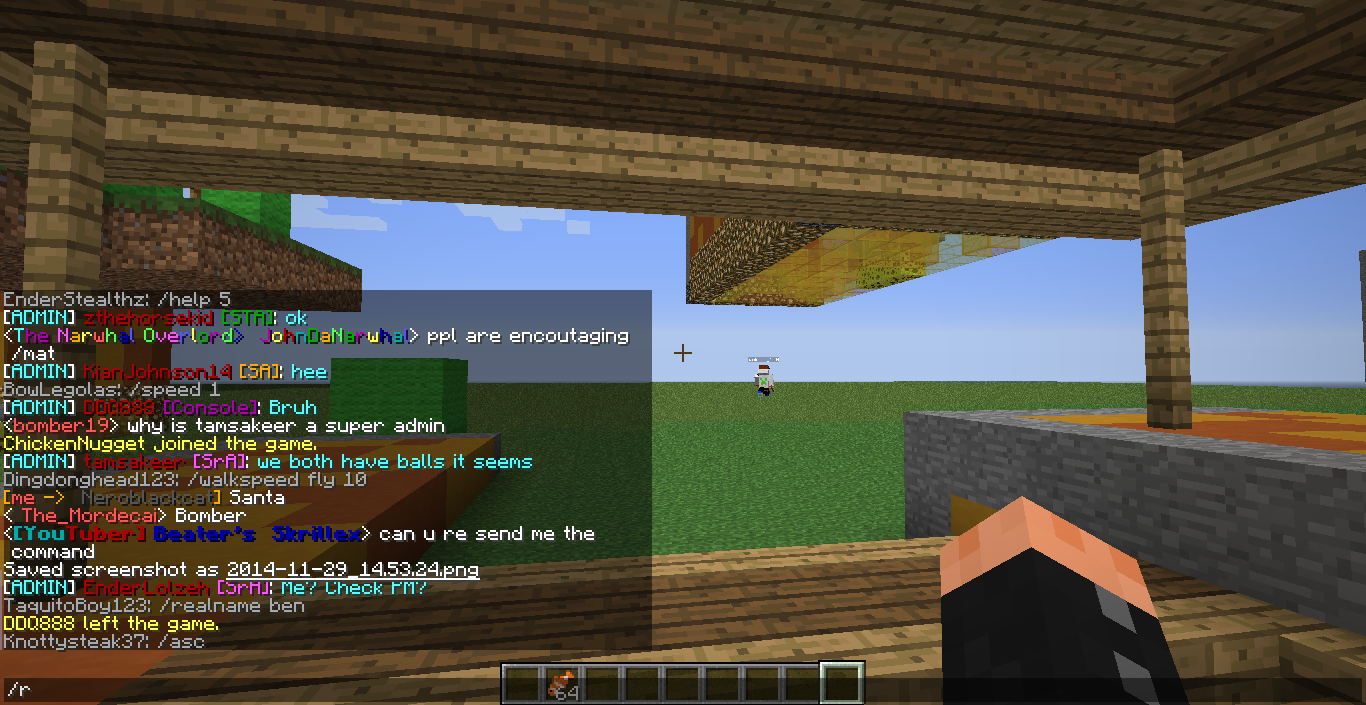 EnderStealthz: /help 5
[ADMIN] zthehorsekid [STA]: ok
<The Narwhal Overlord> JohnDaNarwhal> ppl are encoutaging
/mat
[ADMIN] KianJohnson14 [SA]: hee
BowLegolas: /speed 1
[ADMIN] DDQ888 [Console]: Bruh
<bomber19> why is tamsakeer a super admin
ChickenNugget joined the game.
[ADMIN] tamsakeer [SrA]: we both have balls it seems
Dingdonghead123: /walkspeed fly 10
[me -> Neroblackcat] Santa
< The_Mordecai> Bomber
<[YouTuber] Beater's Skrillex> can u re send me the
command
Saved screenshot as 2014-11-29_14.53.24.png
[ADMIN] EnderLolzeh [SrA]: Me? Check PM?
TaquitoBoy123: /realname ben
DDQ888 left the game.
Knottysteak37: /asc
/r
64